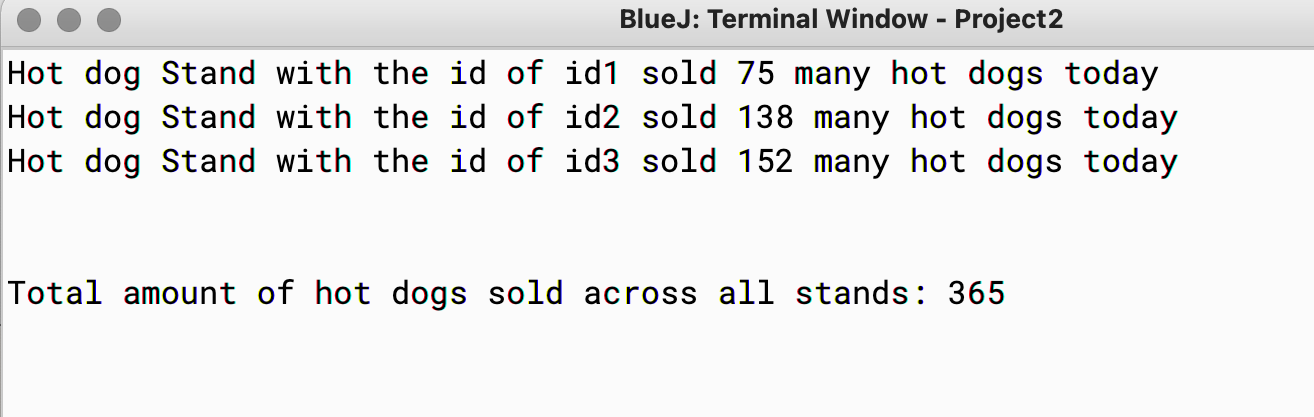 BlueJ: Terminal Window - Project2
Hot dog Stand with the id of id1 sold 75 many hot dogs today
Hot dog Stand with the id of id2 sold 138 many hot dogs today
Hot dog Stand with the id of id3 sold 152 many hot dogs today
Total amount of hot dogs sold across all stands: 365